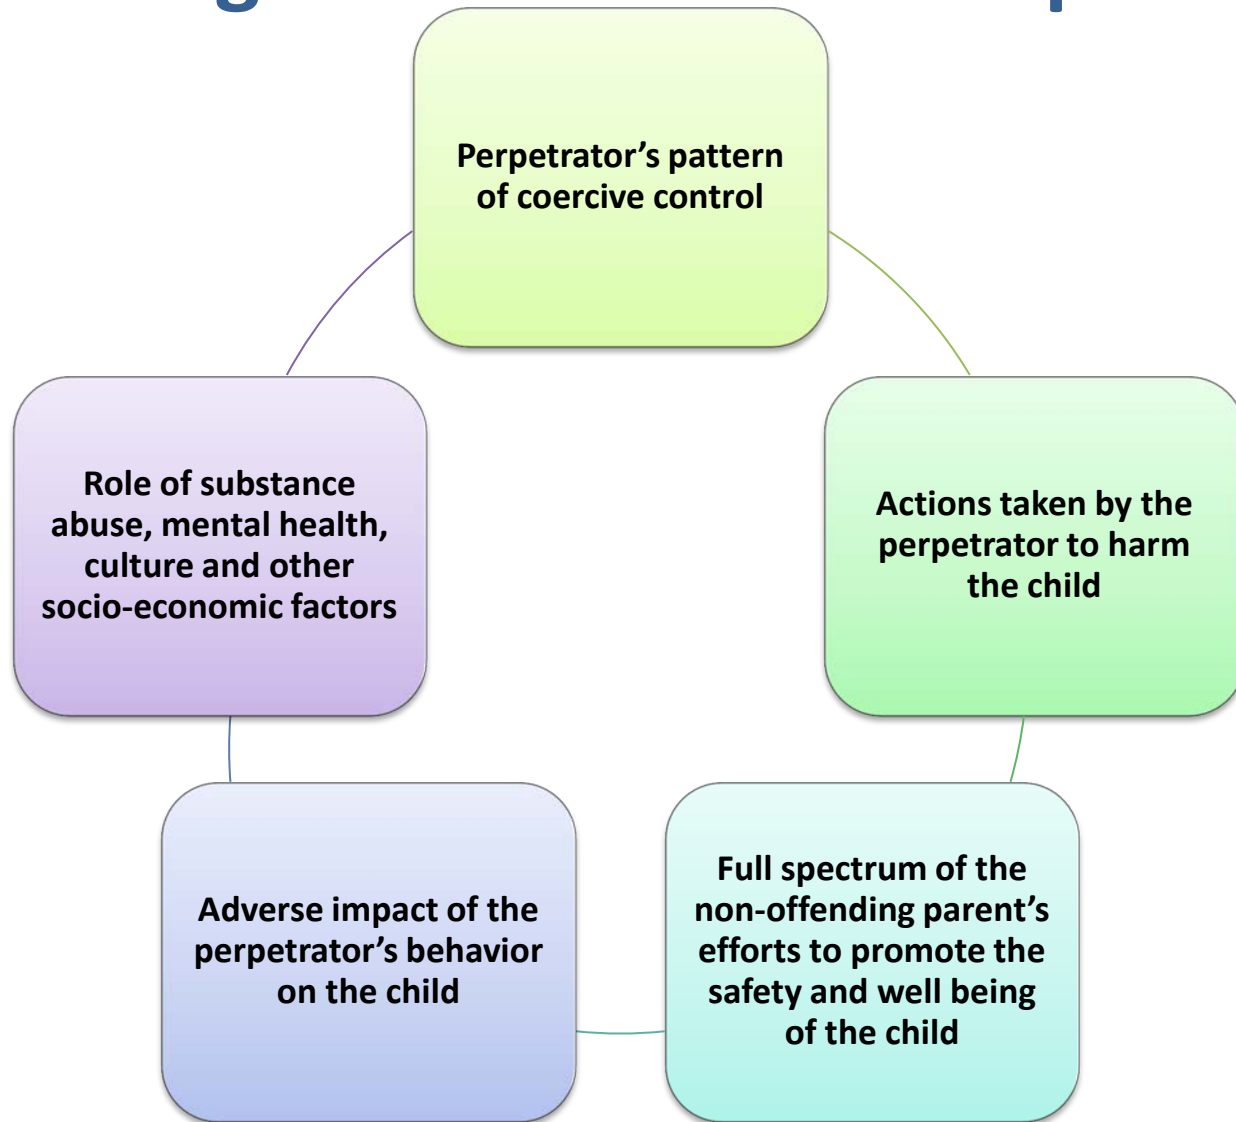 Perpetrator’s pattern
of coercive control
Actions taken by the
perpetrator to harm
the child
Full spectrum of the
non-offending parent’s
efforts to promote the
safety and well being
of the child
Adverse impact of the
perpetrator’s behavior
on the child
Role of substance
abuse, mental health,
culture and other
socio-economic factors